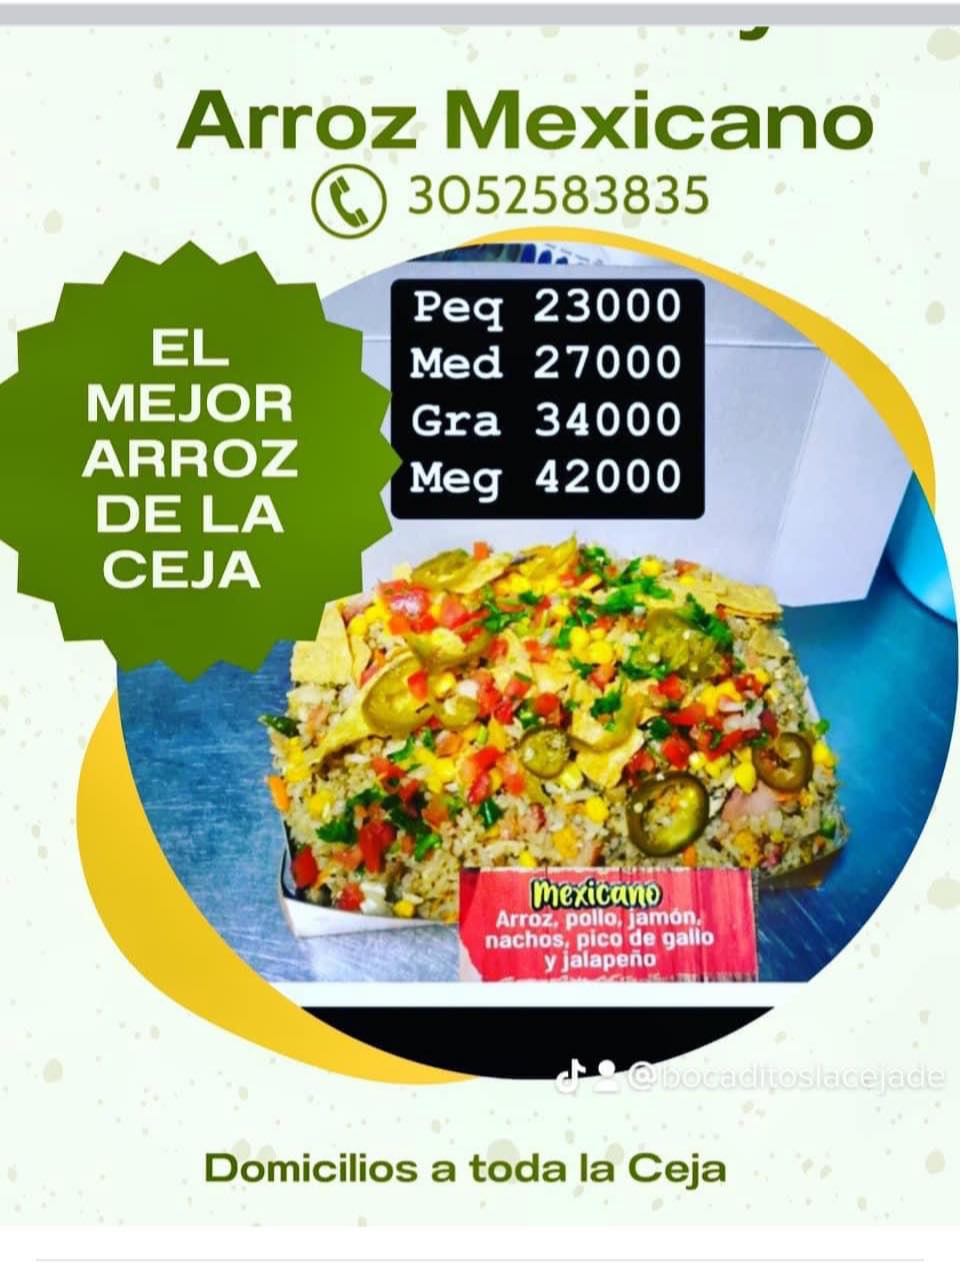 Arroz Mexicano
3052583835
Peq 23000
Med 27000
Gra 34000
Meg 42000
EL
MEJOR
ARROZ
DE LA
CEJA
mexicano
Arroz, pollo, jamón,
nachos, pico de gallo
y jalapeño
@bocaditoslacejade
Domicilios a toda la Ceja